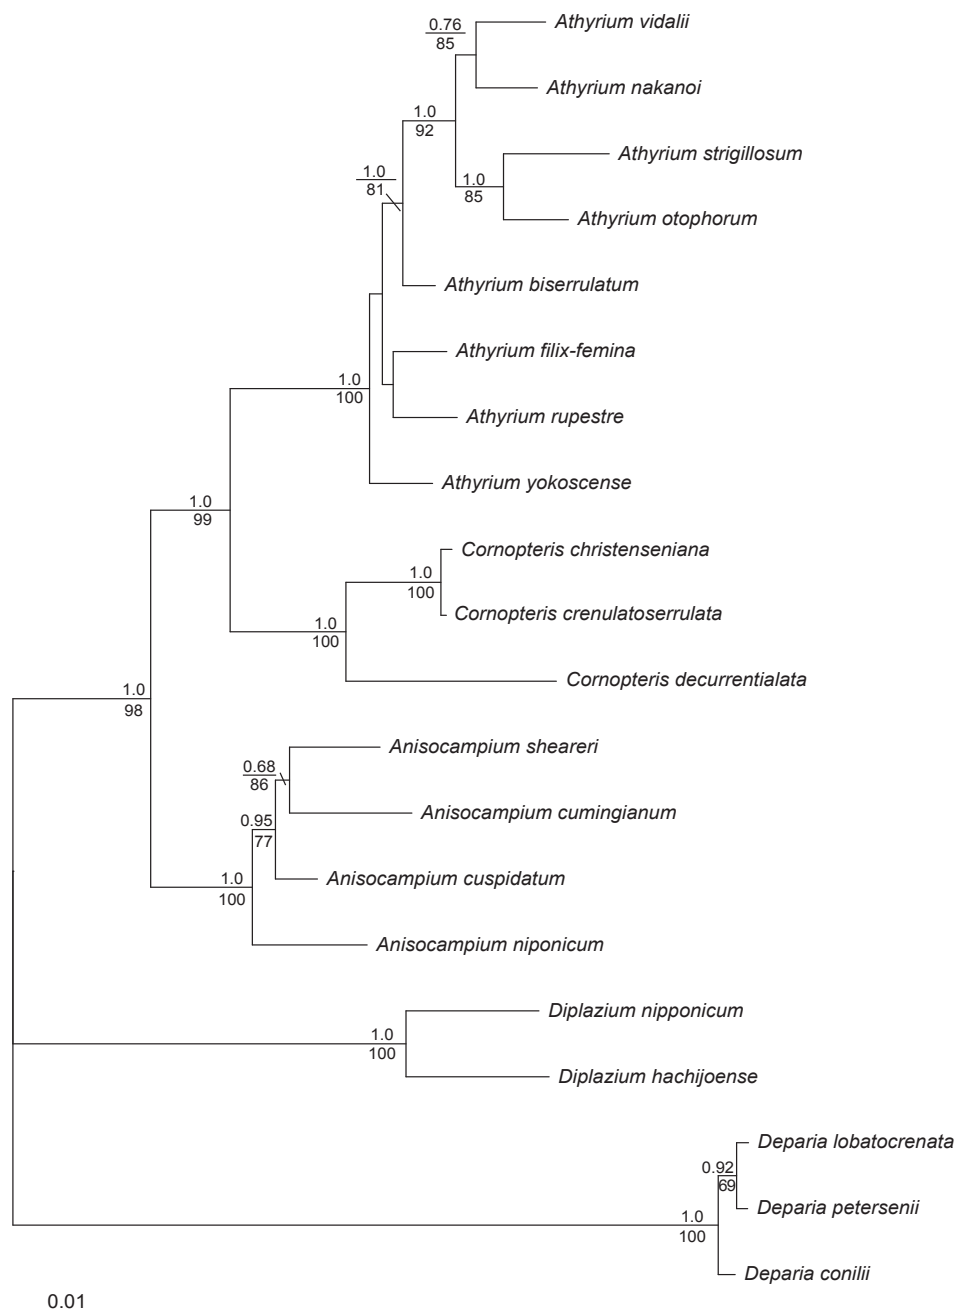 Athyrium vidalii
0.76
85
Athyrium nakanoi
1.0
92
Athyrium strigillosum
1.0
81
1.0
85
Athyrium otophorum
Athyrium biserrulatum
Athyrium filix-femina
1.0
100
Athyrium rupestre
Athyrium yokoscense
1.0
99
Cornopteris christenseniana
1.0
100
Cornopteris crenulatoserrulata
1.0
100
Cornopteris decurrentialata
1.0
98
Anisocampium sheareri
0.68
86
Anisocampium cumingianum
0.95
77
Anisocampium cuspidatum
1.0
100
Anisocampium niponicum
Diplazium nipponicum
1.0
100
Diplazium hachijoense
Deparia lobatocrenata
0.92
69
Deparia petersenii
1.0
100
Deparia conilii
0.01